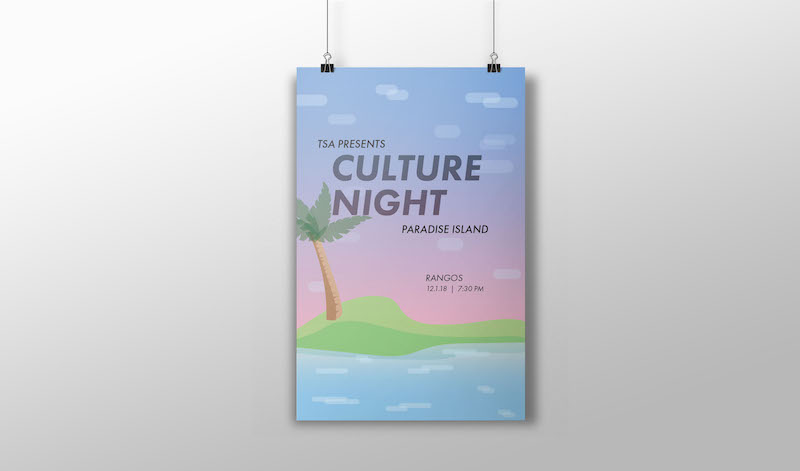 TSA PRESENTS
CULTURE
NIGHT
PARADISE ISLAND
RANGOS
12.1.18 | 7:30 PM